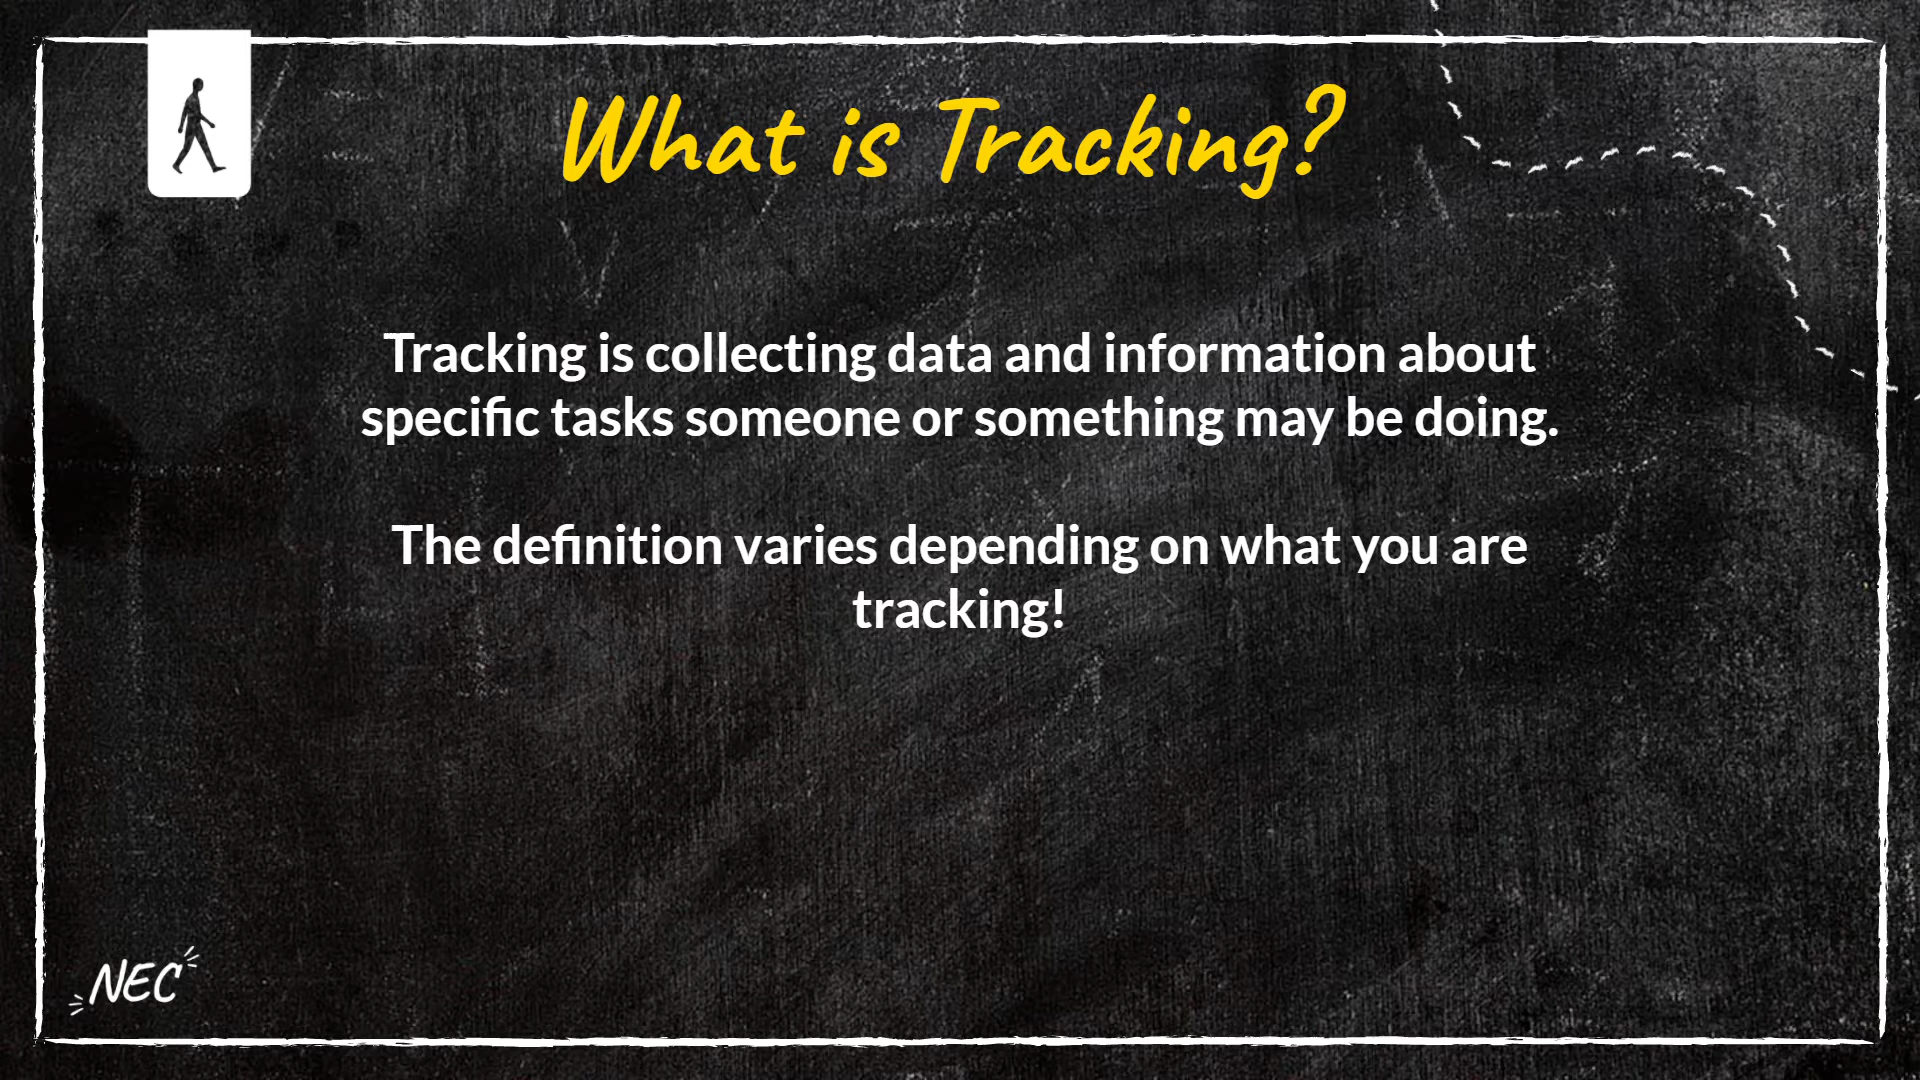 What is Tracking?
Tracking is collecting data and information about
specific tasks someone or something may be doing.
The definition varies depending on what you are
tracking!
NEC